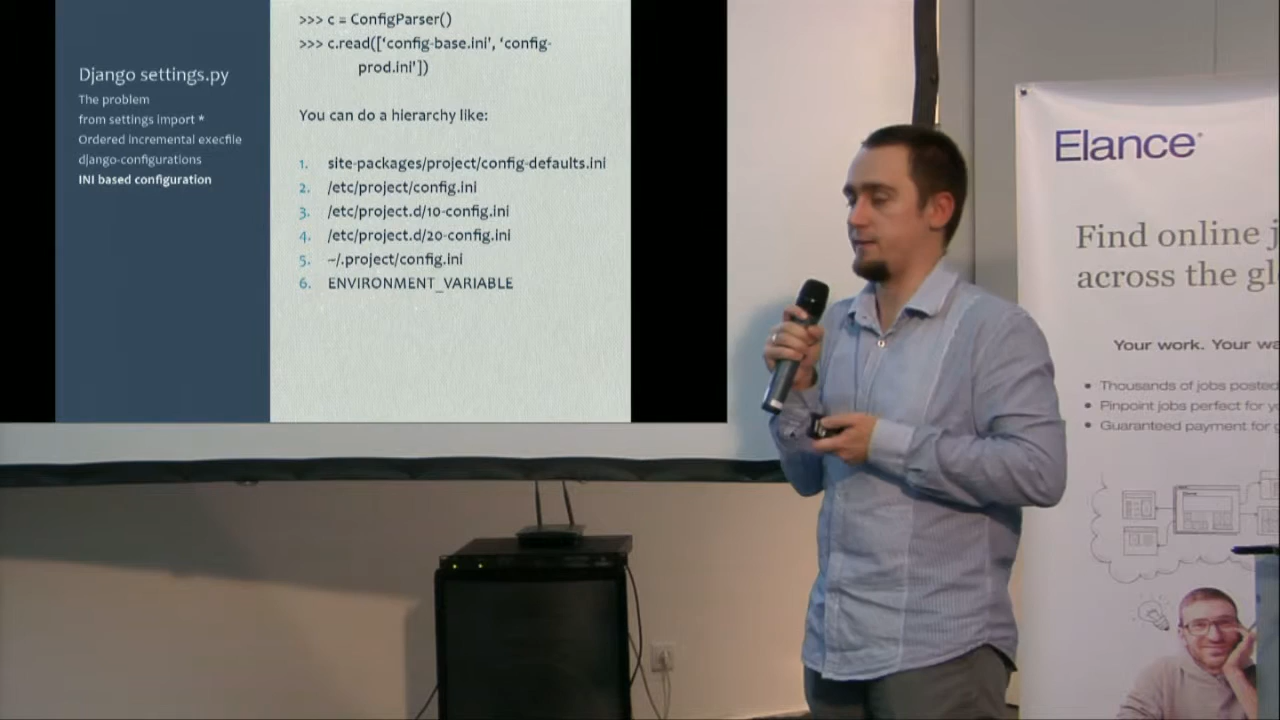 Django settings.py
The problem
from settings import *
Ordered incremental execfile
django-configurations
INI based configuration
>>> c = ConfigParser()
>>> c.read(['config-base.ini', 'config-
prod.ini'])
You can do a hierarchy like:
1. site-packages/project/config-defaults.ini
2. /etc/project/config.ini
3. /etc/project.d/10-config.ini
4. /etc/project.d/20-config.ini
5. ~/.project/config.ini
6. ENVIRONMENT_VARIABLE
Elance
Find online j
across the gl
Your work. Your wa
• Thousands of jobs posted
• Pinpoint jobs perfect for y
• Guaranteed payment for